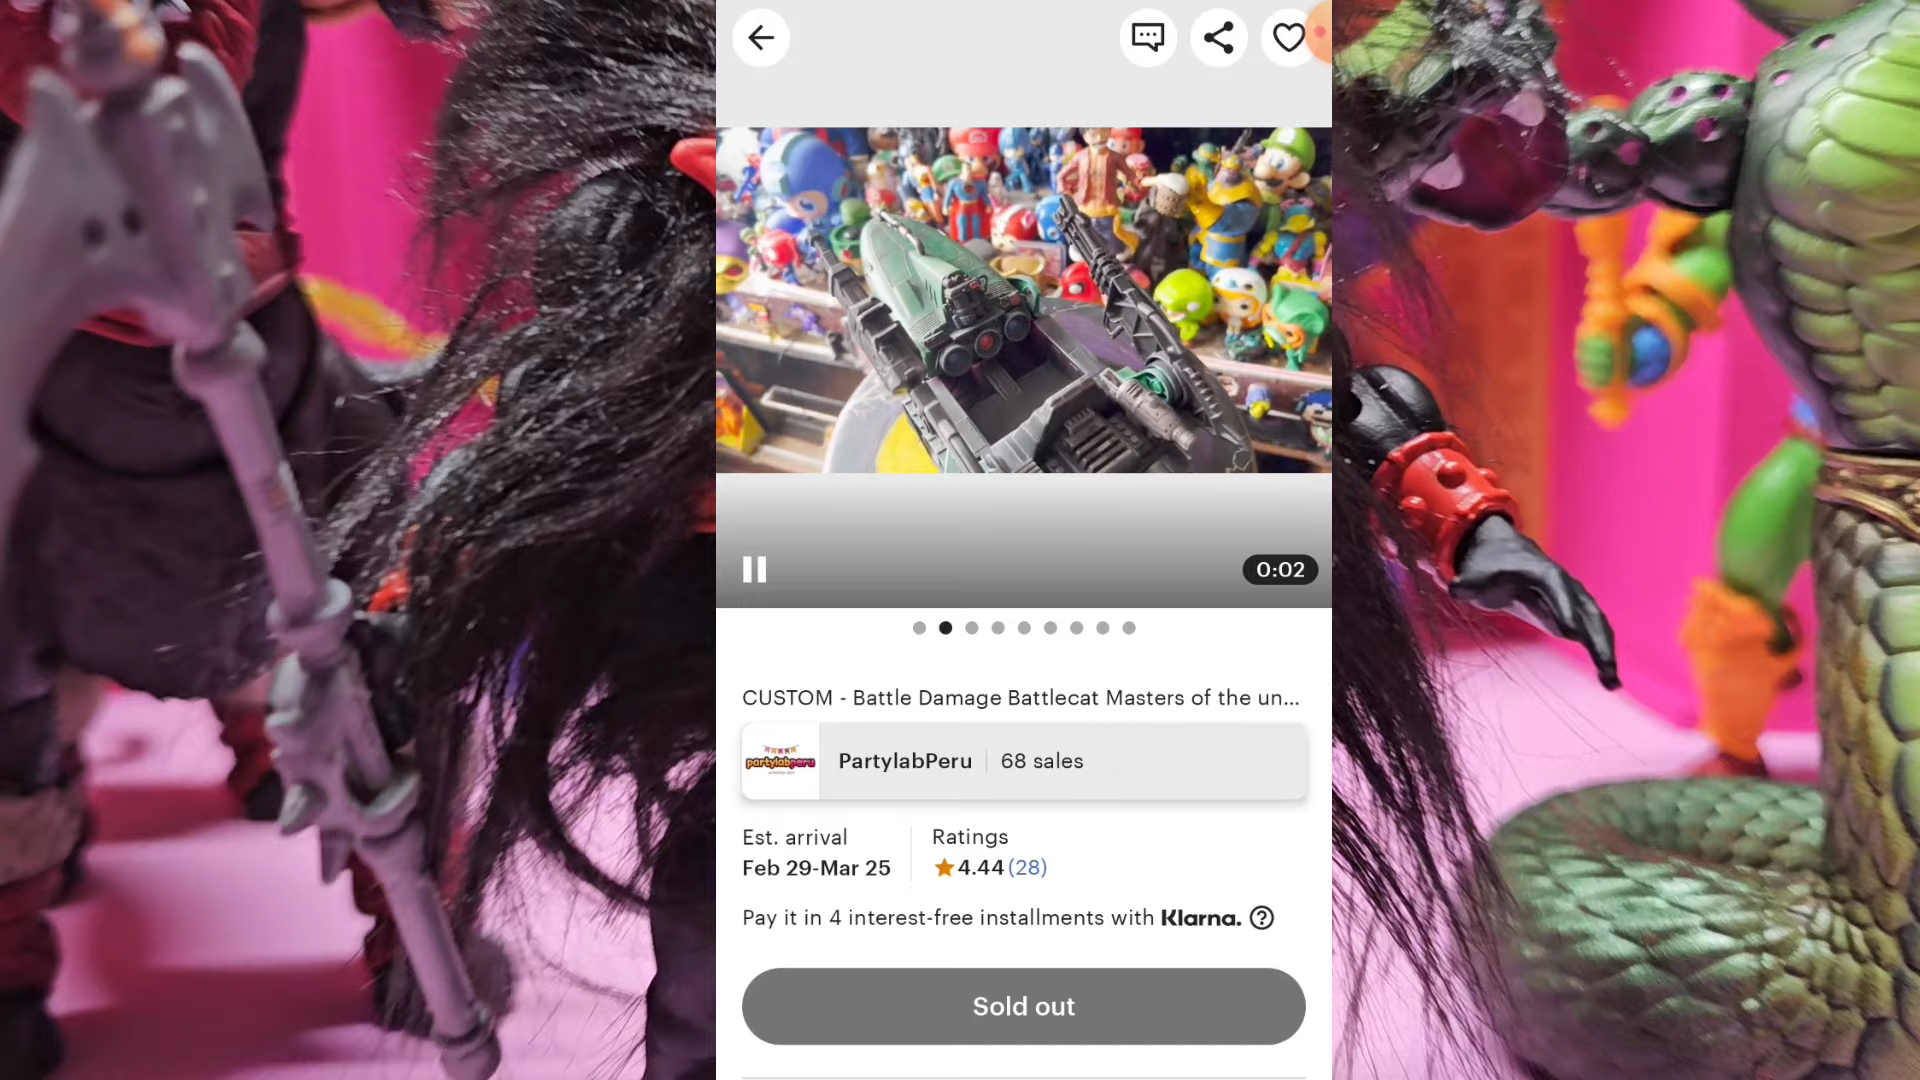 0:02
CUSTOM - Battle Damage Battlecat Masters of the un...
partylabperu
PartylabPeru
68 sales
Est. arrival
Feb 29-Mar 25
Ratings
4.44 (28)
Pay it in 4 interest-free installments with Klarna. ?
Sold out